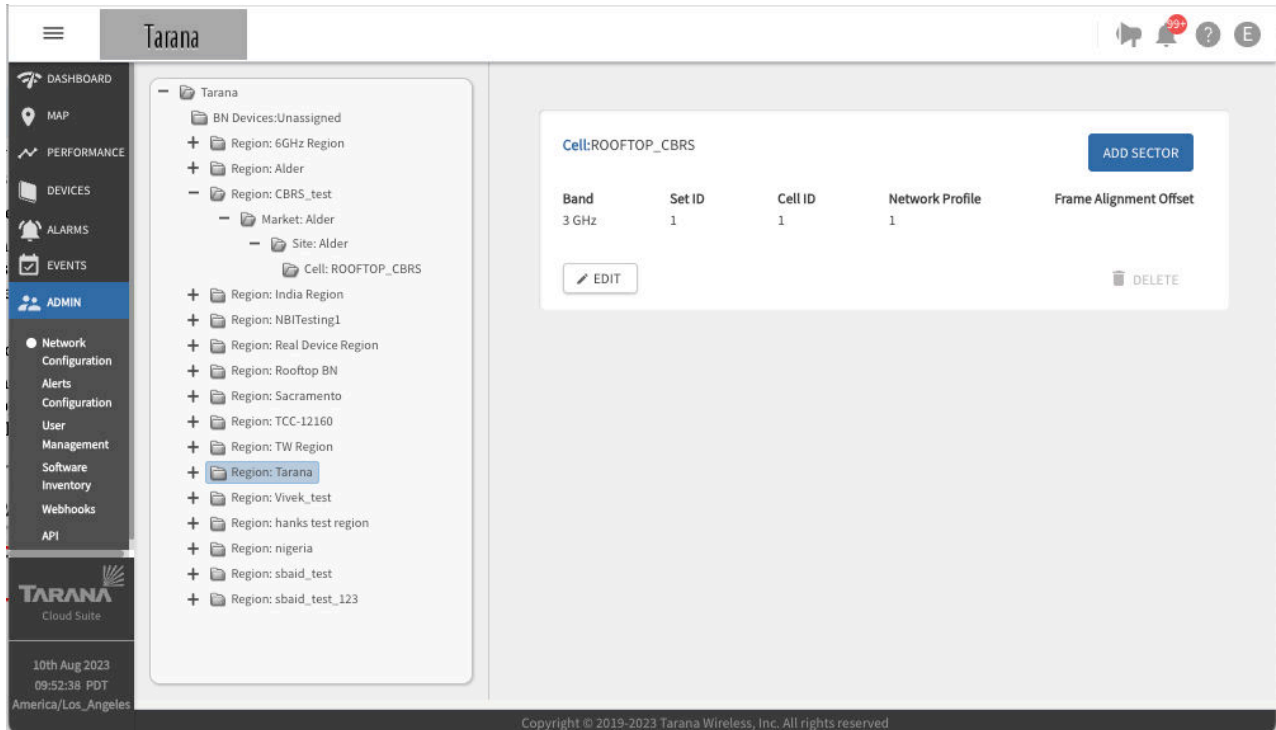 Tarana
99+
?
E
DASHBOARD
MAP
PERFORMANCE
DEVICES
ALARMS
EVENTS
ADMIN
Network
Configuration
Alerts
Configuration
User
Management
Software
Inventory
Webhooks
API
TARANA
Cloud Suite
10th Aug 2023
09:52:38 PDT
America/Los_Angeles
Tarana
BN Devices:Unassigned
Region: 6GHz Region
Region: Alder
Region: CBRS_test
Market: Alder
Site: Alder
Cell: ROOFTOP_CBRS
Region: India Region
Region: NBITesting1
Region: Real Device Region
Region: Rooftop BN
Region: Sacramento
Region: TCC-12160
Region: TW Region
Region: Tarana
Region: Vivek_test
Region: hanks test region
Region: nigeria
Region: sbaid_test
Region: sbaid_test_123
Cell:ROOFTOP_CBRS
ADD SECTOR
Band Set ID Cell ID Network Profile Frame Alignment Offset
3 GHz 1 1 1
EDIT DELETE
Copyright © 2019-2023 Tarana Wireless, Inc. All rights reserved